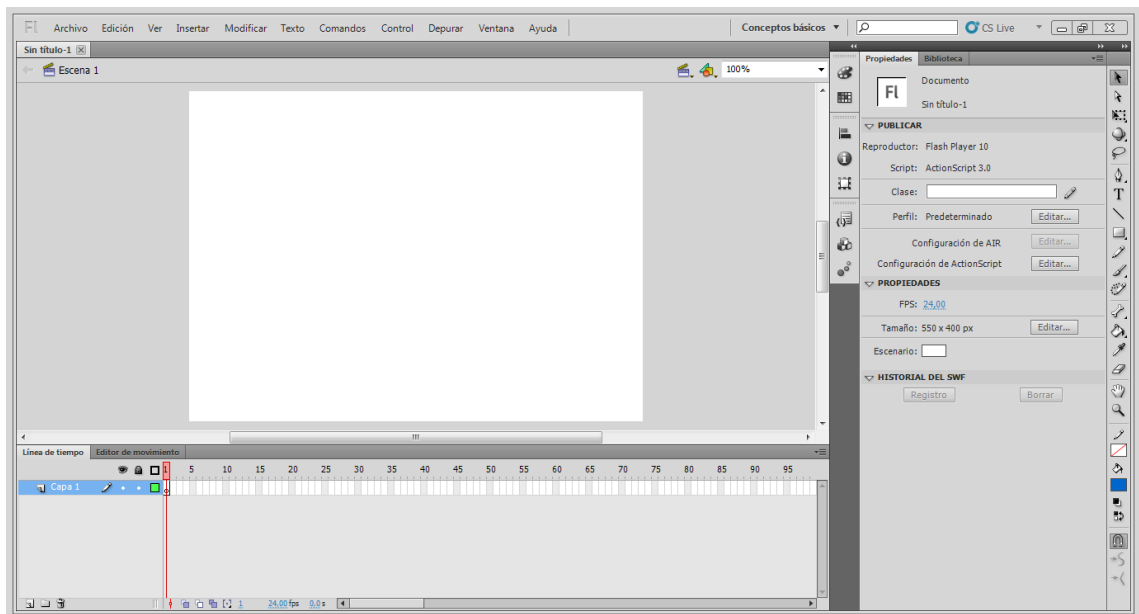 Fl Archivo Edición Ver Insertar Modificar Texto Comandos Control Depurar Ventana Ayuda Conceptos básicos CS Live
Sin título-1
Escena 1 100%
Propiedades Biblioteca
Fl Documento
Sin título-1
PUBLICAR
Reproductor: Flash Player 10
Script: ActionScript 3.0
Clase:
Perfil: Predeterminado Editar...
Configuración de AIR Editar...
Configuración de ActionScript Editar...
PROPIEDADES
FPS: 24,00
Tamaño: 550 x 400 px Editar...
Escenario:
HISTORIAL DEL SWF
Registro Borrar
T
Línea de tiempo Editor de movimiento
1 5 10 15 20 25 30 35 40 45 50 55 60 65 70 75 80 85 90 95
Capa 1
1 24.00 fps 0.0 s